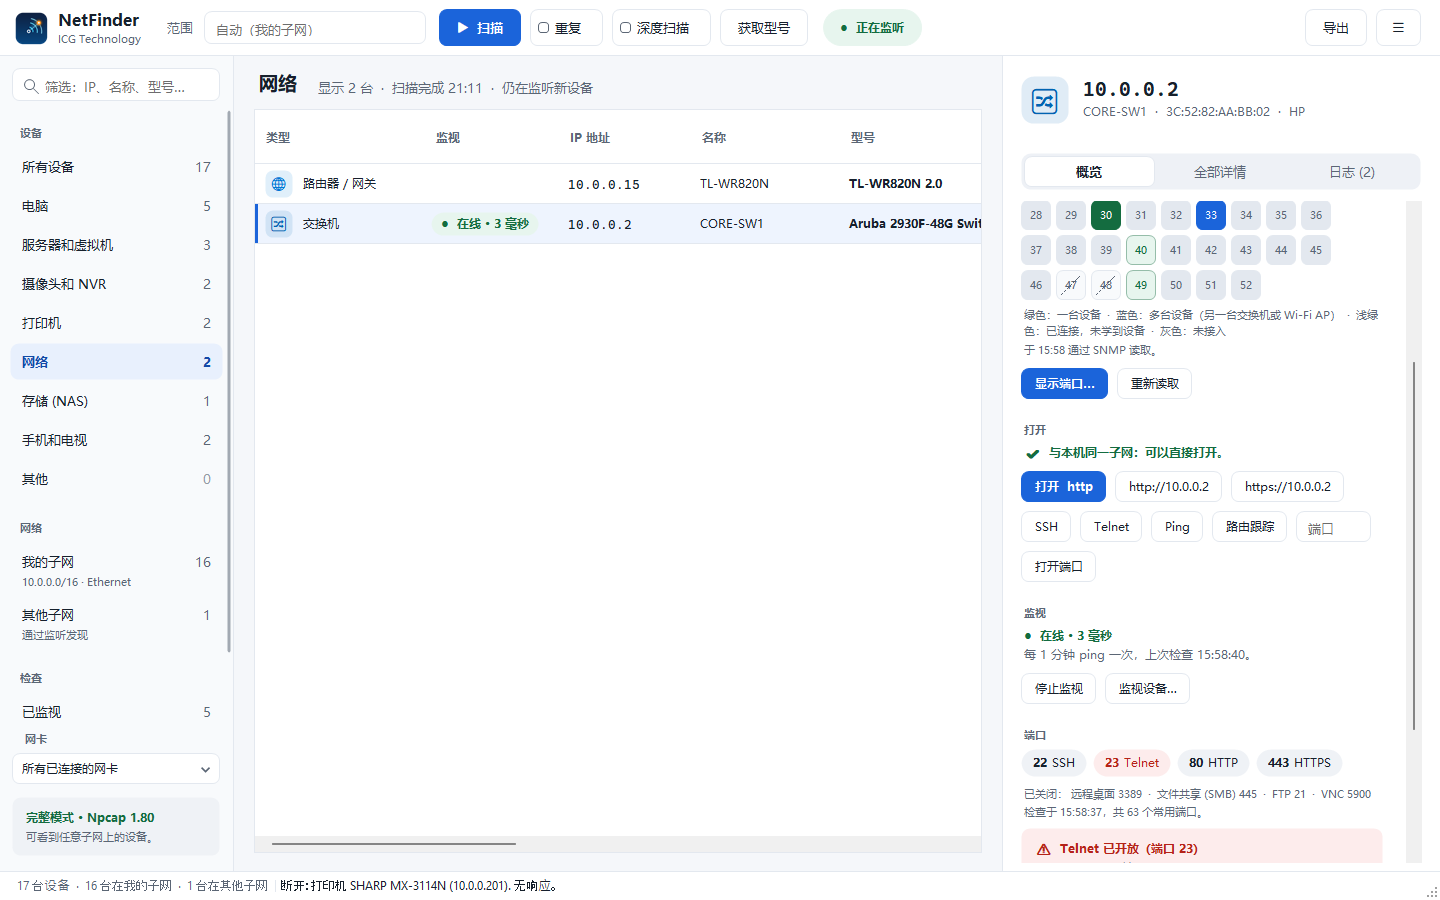 NetFinder
ICG Technology
范围
自动（我的子网）
扫描
重复
深度扫描
获取型号
正在监听
导出
筛选：IP、名称、型号...
设备
所有设备 17
电脑 5
服务器和虚拟机 3
摄像头和 NVR 2
打印机 2
网络 2
存储 (NAS) 1
手机和电视 2
其他 0
网络
我的子网 16
10.0.0.0/16 · Ethernet
其他子网 1
通过监听发现
检查
已监视 5
网卡
所有已连接的网卡
完整模式 • Npcap 1.80
可看到任意子网上的设备。
网络 显示 2 台 · 扫描完成 21:11 · 仍在监听新设备
类型 监视 IP 地址 名称 型号
路由器 / 网关 10.0.0.15 TL-WR820N TL-WR820N 2.0
交换机 在线 • 3 毫秒 10.0.0.2 CORE-SW1 Aruba 2930F-48G Swit
10.0.0.2
CORE-SW1 · 3C:52:82:AA:BB:02 · HP
概览 全部详情 日志 (2)
28 29 30 31 32 33 34 35 36
37 38 39 40 41 42 43 44 45
46 47 48 49 50 51 52
绿色：一台设备 · 蓝色：多台设备（另一台交换机或 Wi-Fi AP） · 浅绿
色：已连接，未学到设备 · 灰色：未接入
于 15:58 通过 SNMP 读取。
显示端口... 重新读取
打开
与本机同一子网：可以直接打开。
打开 http http://10.0.0.2 https://10.0.0.2
SSH Telnet Ping 路由跟踪 端口
打开端口
监视
在线 • 3 毫秒
每 1 分钟 ping 一次，上次检查 15:58:40。
停止监视 监视设备...
端口
22 SSH 23 Telnet 80 HTTP 443 HTTPS
已关闭： 远程桌面 3389 · 文件共享 (SMB) 445 · FTP 21 · VNC 5900
检查于 15:58:37，共 63 个常用端口。
Telnet 已开放（端口 23）
17 台设备 · 16 台在我的子网 · 1 台在其他子网 断开: 打印机 SHARP MX-3114N (10.0.0.201). 无响应。